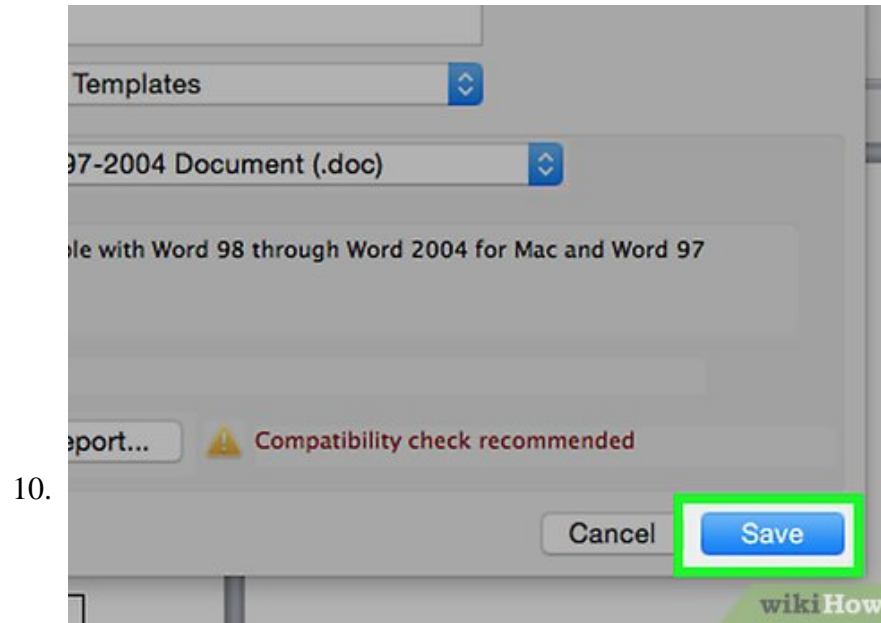 Templates
97-2004 Document (.doc)
ble with Word 98 through Word 2004 for Mac and Word 97
eport...
Compatibility check recommended
10.
Cancel
Save
wikiHow